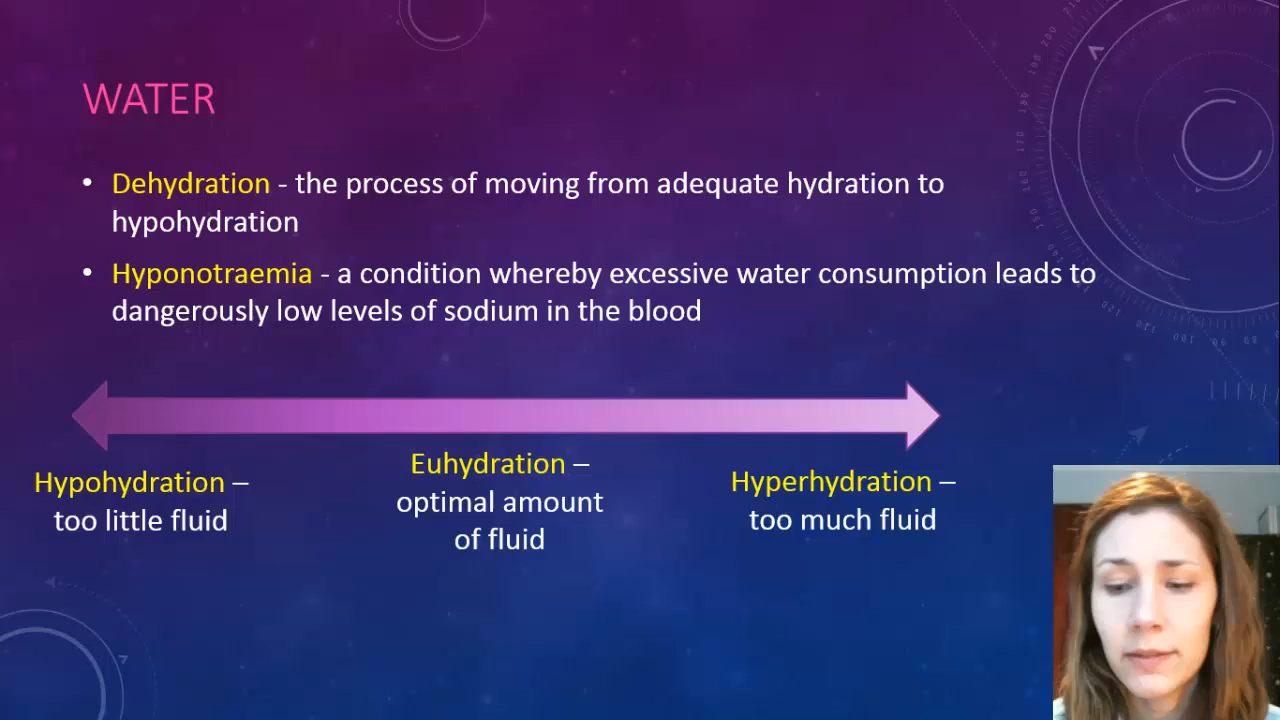 WATER
• Dehydration - the process of moving from adequate hydration to
hypohydration
• Hyponotraemia - a condition whereby excessive water consumption leads to
dangerously low levels of sodium in the blood
Hypohydration –
too little fluid
Euhydration –
optimal amount
of fluid
Hyperhydration –
too much fluid